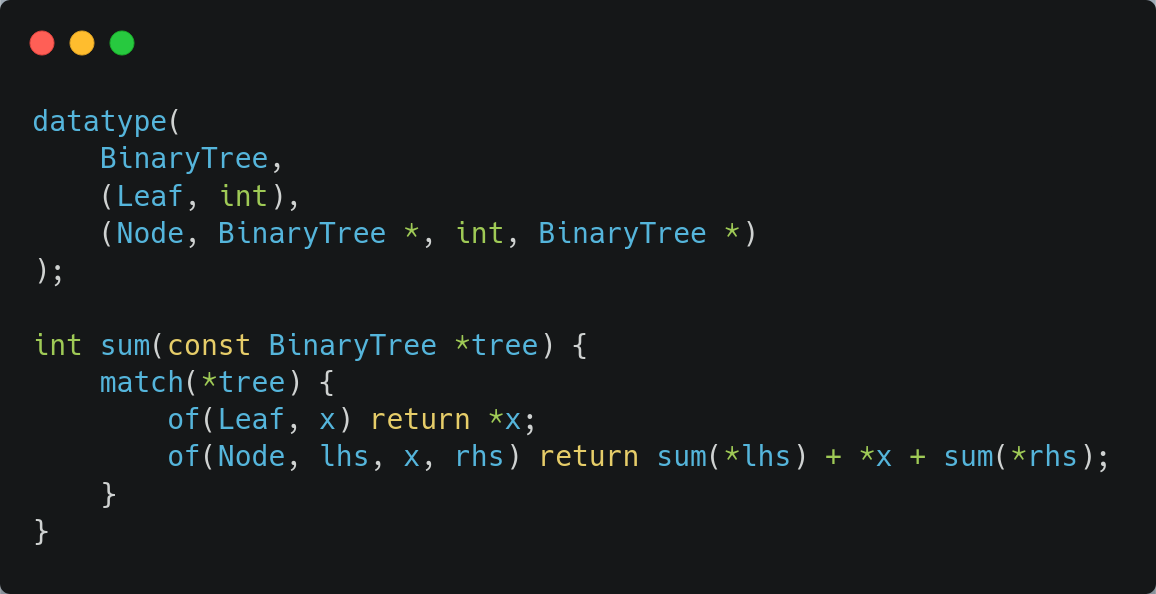 datatype(
    BinaryTree,
    (Leaf, int),
    (Node, BinaryTree *, int, BinaryTree *)
);

int sum(const BinaryTree *tree) {
    match(*tree) {
        of(Leaf, x) return *x;
        of(Node, lhs, x, rhs) return sum(*lhs) + *x + sum(*rhs);
    }
}